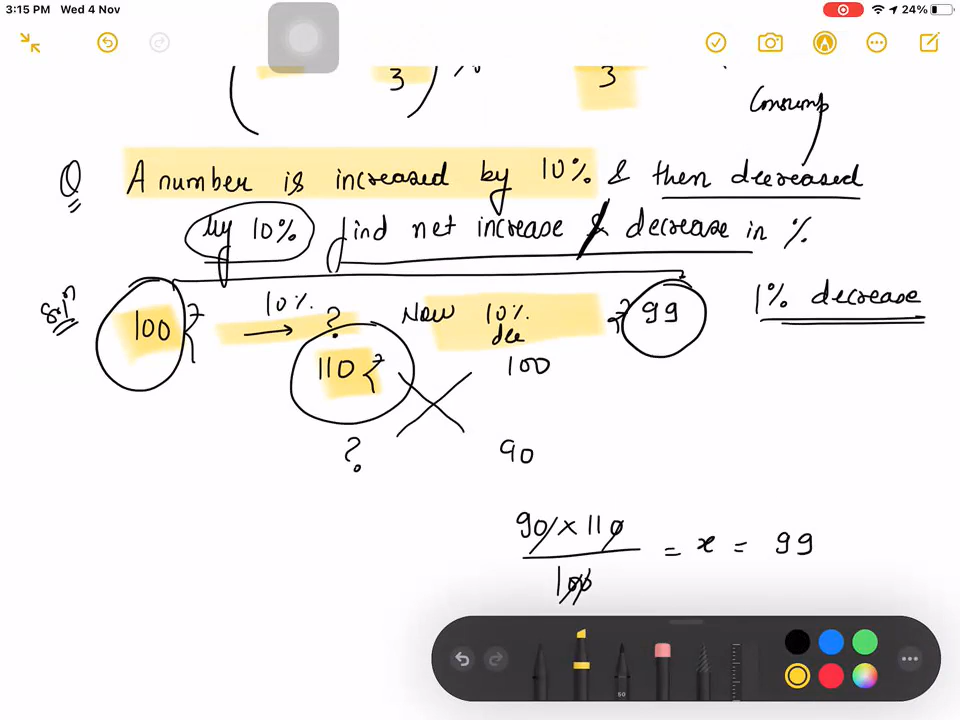 3:15 PM Wed 4 Nov 24%
3 % 3
Consump
Q A number is increased by 10% & then decreased
by 10% find net increase / decrease in %
Sol^n 100 10% → ? Now 10% dec 99 1% decrease
110 100
? 90
90 x 110 / 100 = x = 99
50